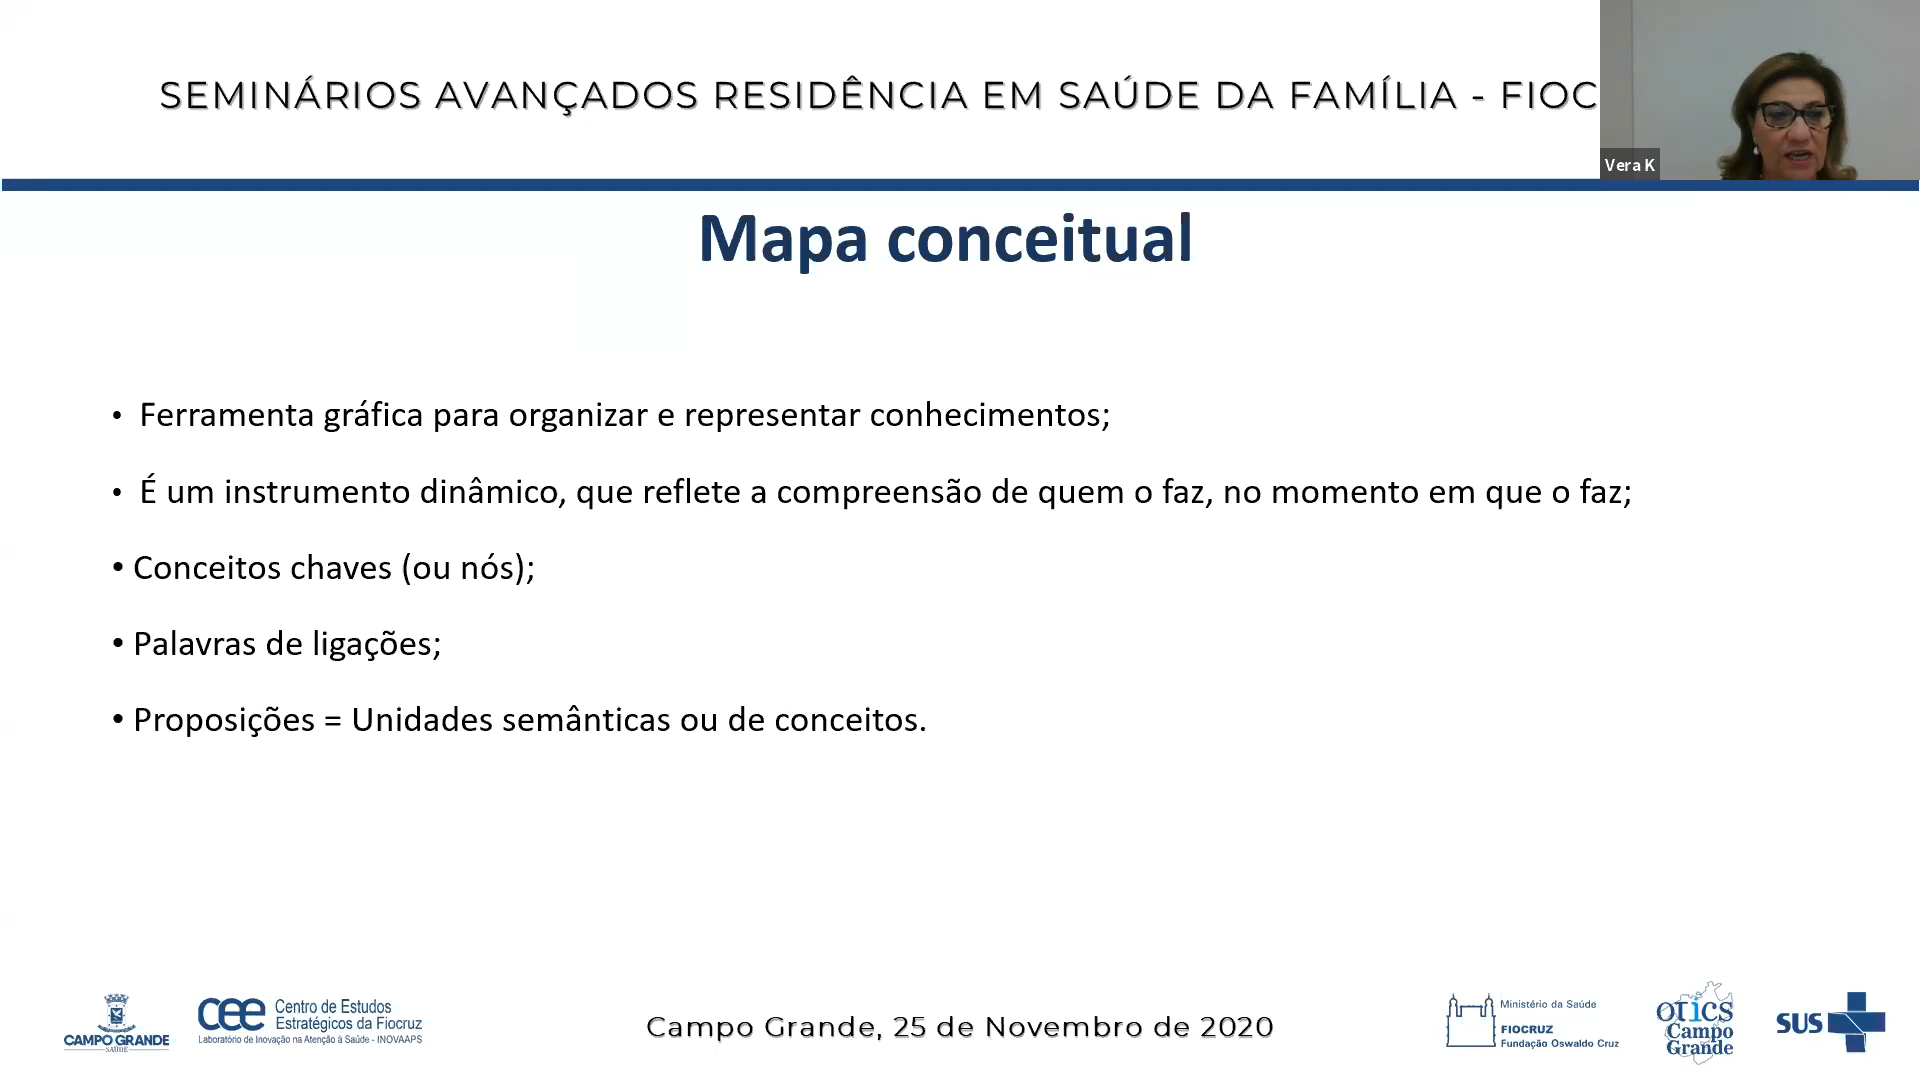 SEMINÁRIOS AVANÇADOS RESIDÊNCIA EM SAÚDE DA FAMÍLIA - FIOC
Vera K
Mapa conceitual
• Ferramenta gráfica para organizar e representar conhecimentos;
• É um instrumento dinâmico, que reflete a compreensão de quem o faz, no momento em que o faz;
• Conceitos chaves (ou nós);
• Palavras de ligações;
• Proposições = Unidades semânticas ou de conceitos.
CAMPO GRANDE
SAÚDE
cee
Centro de Estudos
Estratégicos da Fiocruz
Laboratório de Inovação na Atenção à Saúde - INOVAAPS
Campo Grande, 25 de Novembro de 2020
Ministério da Saúde
FIOCRUZ
Fundação Oswaldo Cruz
OTICS
Campo
Grande
SUS